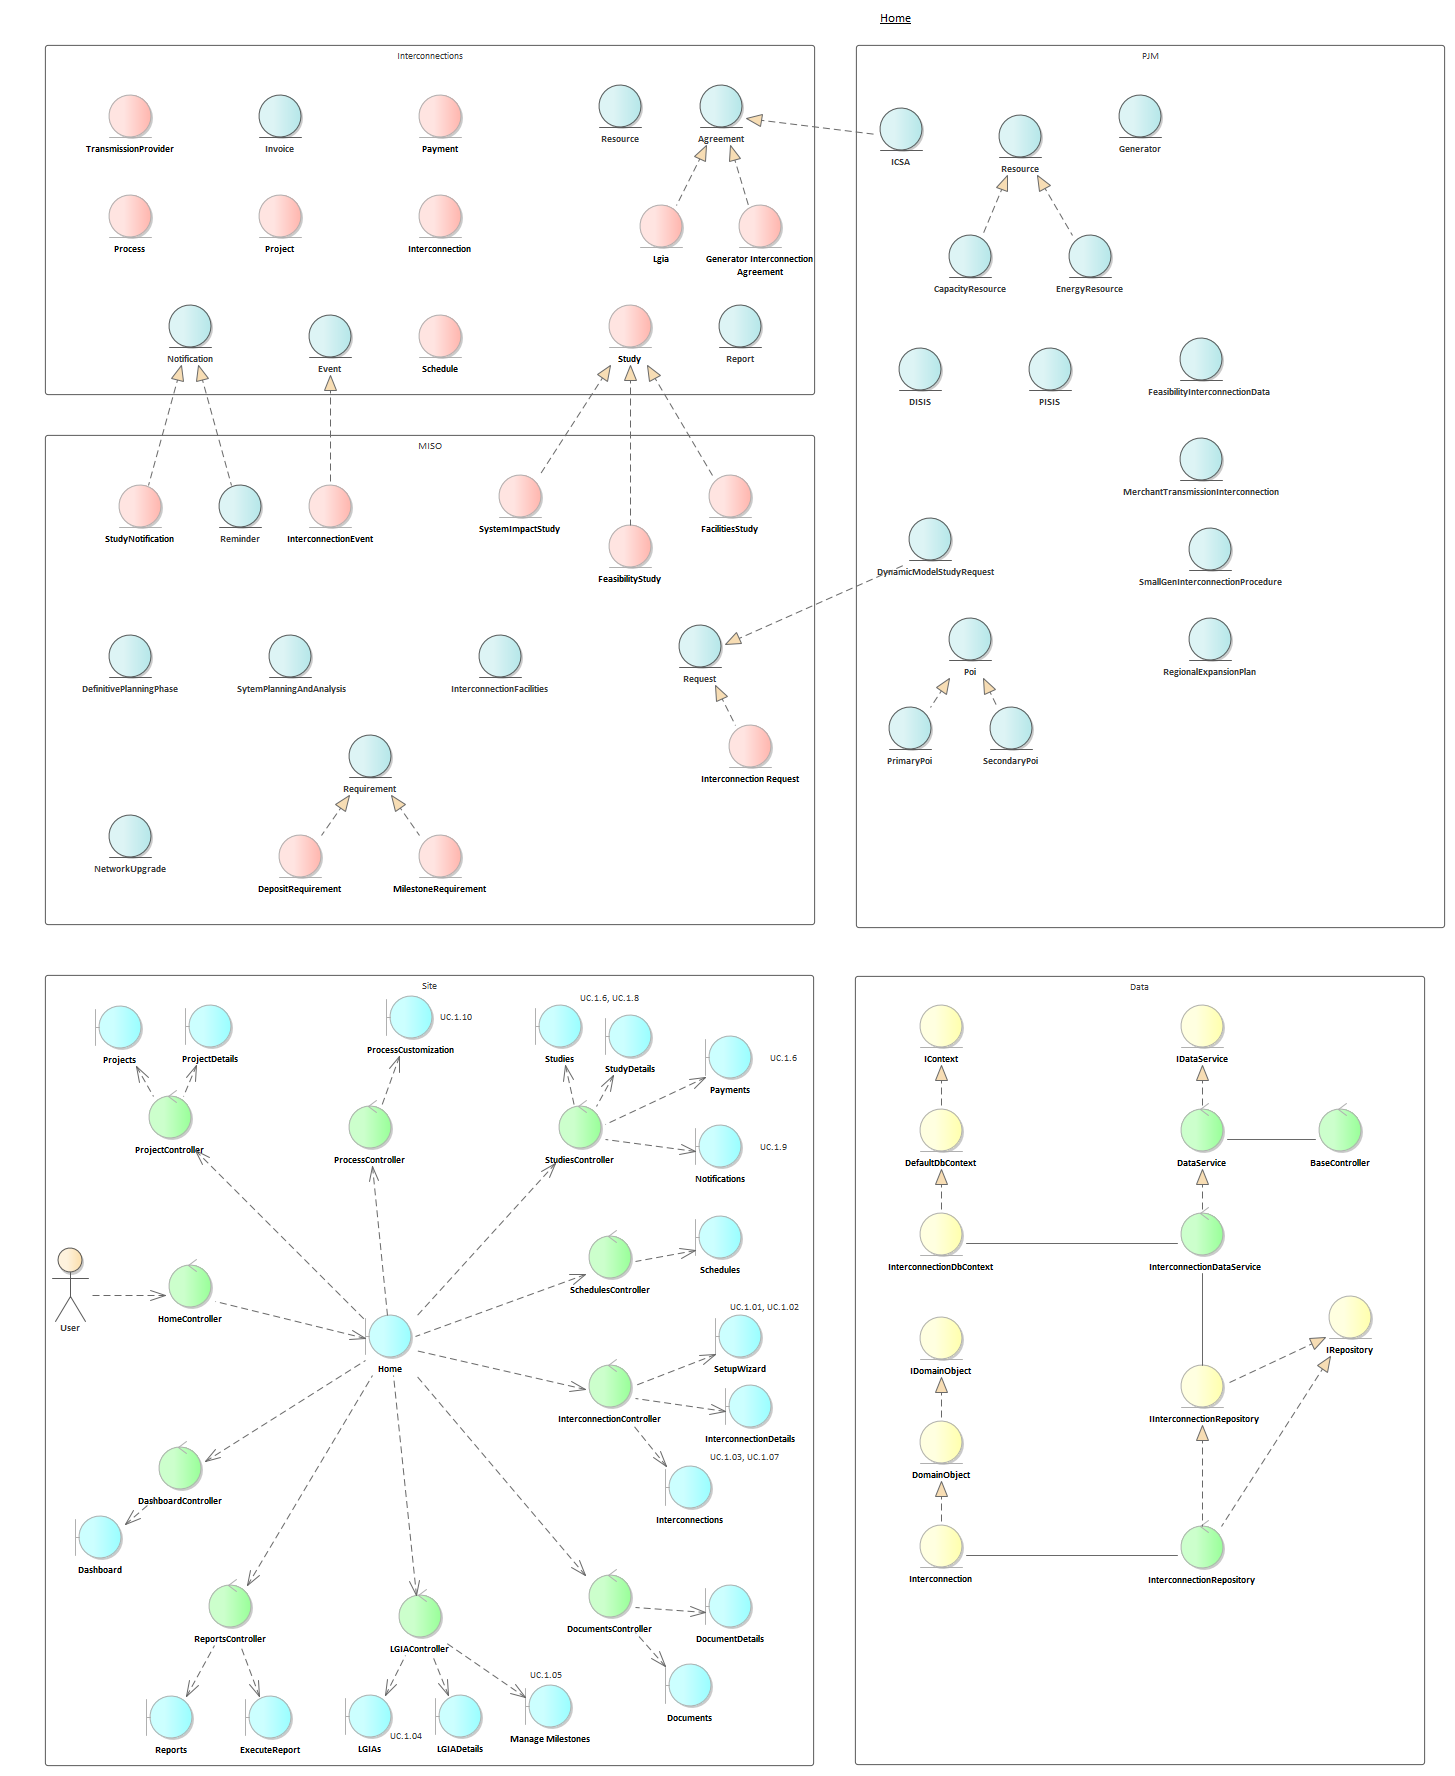 Home
Interconnections
TransmissionProvider
Invoice
Payment
Resource
Agreement
Process
Project
Interconnection
Lgia
Generator Interconnection
Agreement
Notification
Event
Schedule
Study
Report
PJM
ICSA
Resource
Generator
CapacityResource
EnergyResource
DISIS
PISIS
FeasibilityInterconnectionData
MerchantTransmissionInterconnection
DynamicModelStudyRequest
SmallGenInterconnectionProcedure
Poi
RegionalExpansionPlan
PrimaryPoi
SecondaryPoi
MISO
StudyNotification
Reminder
InterconnectionEvent
SystemImpactStudy
FacilitiesStudy
FeasibilityStudy
DefinitivePlanningPhase
SytemPlanningAndAnalysis
InterconnectionFacilities
Request
Interconnection Request
Requirement
NetworkUpgrade
DepositRequirement
MilestoneRequirement
Site
UC.1.6, UC.1.8
UC.1.10
Projects
ProjectDetails
ProcessCustomization
Studies
StudyDetails
UC.1.6
Payments
ProjectController
ProcessController
StudiesController
UC.1.9
Notifications
Schedules
SchedulesController
User
HomeController
UC.1.01, UC.1.02
Home
SetupWizard
InterconnectionController
InterconnectionDetails
UC.1.03, UC.1.07
DashboardController
Interconnections
Dashboard
ReportsController
LGIAController
DocumentsController
DocumentDetails
UC.1.05
Documents
Reports
ExecuteReport
LGIAs
UC.1.04
LGIADetails
Manage Milestones
Data
IContext
IDataService
DefaultDbContext
DataService
BaseController
InterconnectionDbContext
InterconnectionDataService
IDomainObject
IRepository
IInterconnectionRepository
DomainObject
Interconnection
InterconnectionRepository